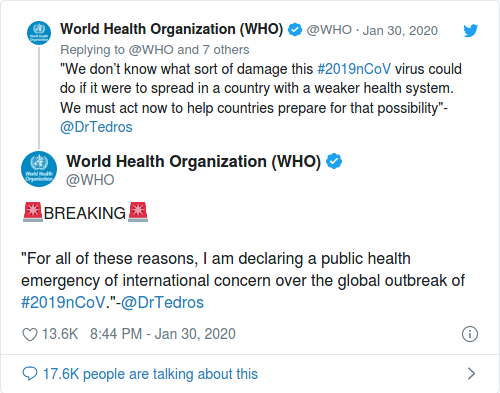 World Health Organization (WHO) @WHO · Jan 30, 2020
Replying to @WHO and 7 others
"We don’t know what sort of damage this #2019nCoV virus could
do if it were to spread in a country with a weaker health system.
We must act now to help countries prepare for that possibility"-
@DrTedros
World Health Organization (WHO)
@WHO
🚨BREAKING🚨
"For all of these reasons, I am declaring a public health
emergency of international concern over the global outbreak of
#2019nCoV."-@DrTedros
13.6K 8:44 PM - Jan 30, 2020
17.6K people are talking about this